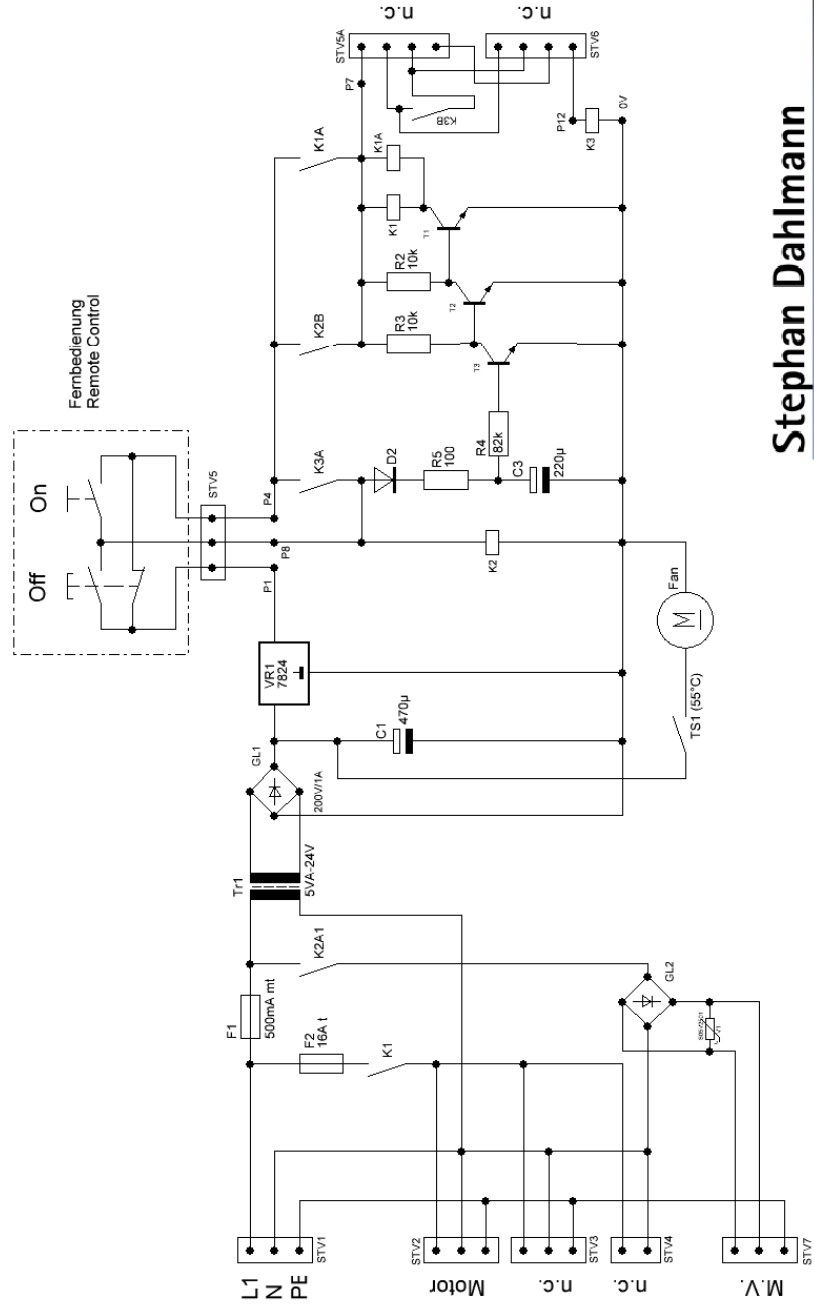 Fernbedienung
Remote Control
Off
On
STV5
P1
P8
P4
L1
N
PE
STV1
F1
500mA mt
F2
16A t
K1
K2A1
Tr1
5VA-24V
GL1
200V/1A
VR1
7824
C1
470µ
K3A
D2
R5
100
R4
82k
C3
220µ
K2
K2B
R3
10k
R2
10k
T3
T2
T1
K1
K1A
K1A
P7
STV5A
n.c.
K3B
STV6
n.c.
P12
K3
0V
TS1 (55°C)
M
Fan
GL2
Motor
STV2
n.c.
STV3
n.c.
STV4
M.V.
STV7
Stephan Dahlmann